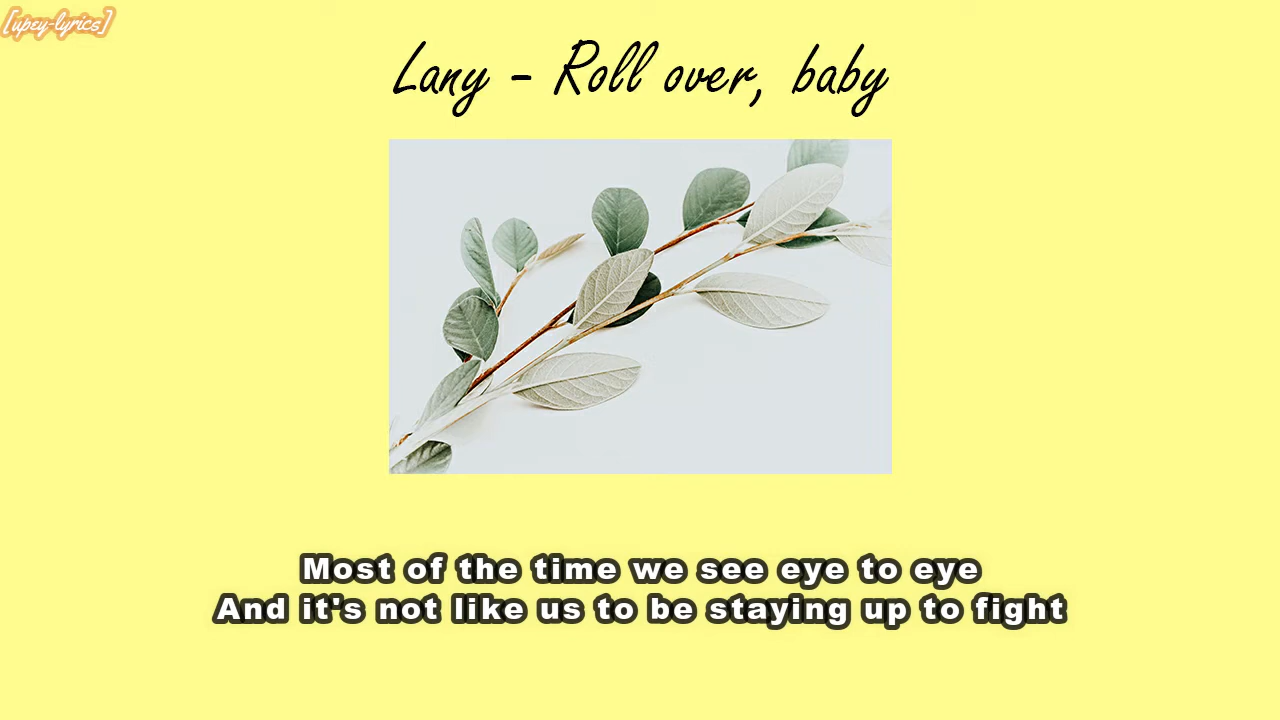 [upey-lyrics]
Lany - Roll over, baby
Most of the time we see eye to eye
And it's not like us to be staying up to fight